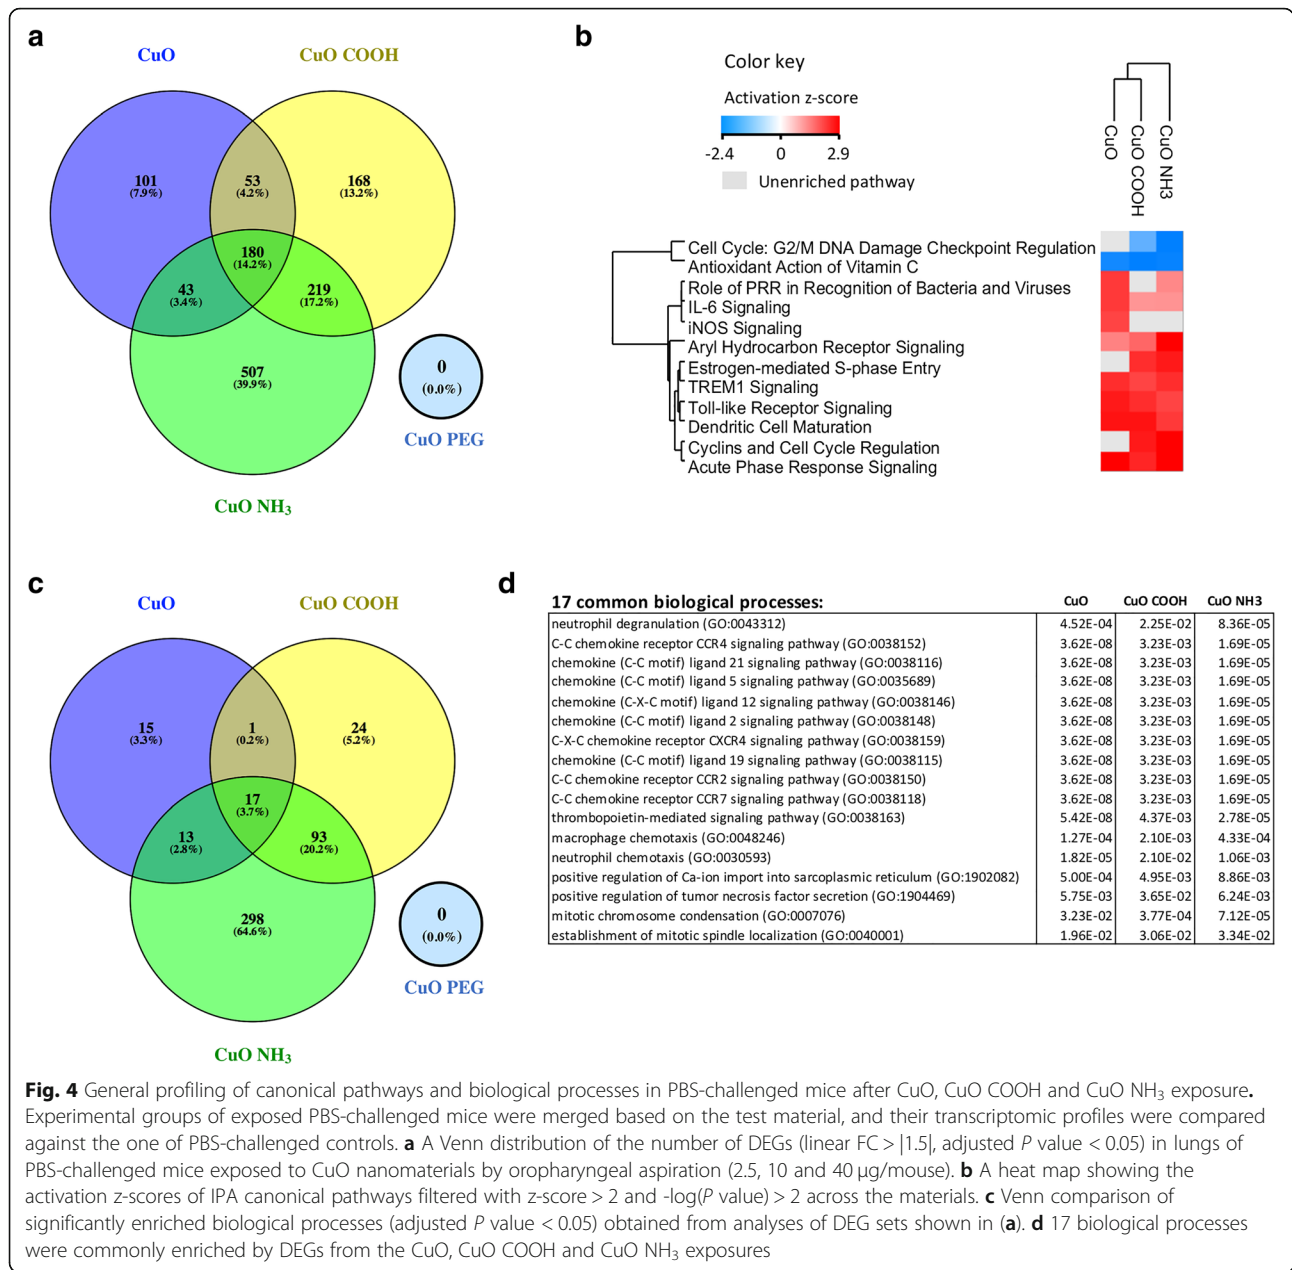 a
CuO
CuO COOH
101
(7.9%)
53
(4.2%)
168
(13.2%)
180
(14.2%)
43
(3.4%)
219
(17.2%)
507
(39.9%)
0
(0.0%)
CuO PEG
CuO NH₃
b
Color key
Activation z-score
-2.4 0 2.9
Unenriched pathway
CuO
CuO COOH
CuO NH3
Cell Cycle: G2/M DNA Damage Checkpoint Regulation
Antioxidant Action of Vitamin C
Role of PRR in Recognition of Bacteria and Viruses
IL-6 Signaling
iNOS Signaling
Aryl Hydrocarbon Receptor Signaling
Estrogen-mediated S-phase Entry
TREM1 Signaling
Toll-like Receptor Signaling
Dendritic Cell Maturation
Cyclins and Cell Cycle Regulation
Acute Phase Response Signaling
c
CuO
CuO COOH
15
(3.3%)
1
(0.2%)
24
(5.2%)
17
(3.7%)
13
(2.8%)
93
(20.2%)
298
(64.6%)
0
(0.0%)
CuO PEG
CuO NH₃
d
17 common biological processes: CuO CuO COOH CuO NH3
neutrophil degranulation (GO:0043312) 4.52E-04 2.25E-02 8.36E-05
C-C chemokine receptor CCR4 signaling pathway (GO:0038152) 3.62E-08 3.23E-03 1.69E-05
chemokine (C-C motif) ligand 21 signaling pathway (GO:0038116) 3.62E-08 3.23E-03 1.69E-05
chemokine (C-C motif) ligand 5 signaling pathway (GO:0035689) 3.62E-08 3.23E-03 1.69E-05
chemokine (C-X-C motif) ligand 12 signaling pathway (GO:0038146) 3.62E-08 3.23E-03 1.69E-05
chemokine (C-C motif) ligand 2 signaling pathway (GO:0038148) 3.62E-08 3.23E-03 1.69E-05
C-X-C chemokine receptor CXCR4 signaling pathway (GO:0038159) 3.62E-08 3.23E-03 1.69E-05
chemokine (C-C motif) ligand 19 signaling pathway (GO:0038115) 3.62E-08 3.23E-03 1.69E-05
C-C chemokine receptor CCR2 signaling pathway (GO:0038150) 3.62E-08 3.23E-03 1.69E-05
C-C chemokine receptor CCR7 signaling pathway (GO:0038118) 3.62E-08 3.23E-03 1.69E-05
thrombopoietin-mediated signaling pathway (GO:0038163) 5.42E-08 4.37E-03 2.78E-05
macrophage chemotaxis (GO:0048246) 1.27E-04 2.10E-03 4.33E-04
neutrophil chemotaxis (GO:0030593) 1.82E-05 2.10E-02 1.06E-03
positive regulation of Ca-ion import into sarcoplasmic reticulum (GO:1902082) 5.00E-04 4.95E-03 8.86E-03
positive regulation of tumor necrosis factor secretion (GO:1904469) 5.75E-03 3.65E-02 6.24E-03
mitotic chromosome condensation (GO:0007076) 3.23E-02 3.77E-04 7.12E-05
establishment of mitotic spindle localization (GO:0040001) 1.96E-02 3.06E-02 3.34E-02
Fig. 4 General profiling of canonical pathways and biological processes in PBS-challenged mice after CuO, CuO COOH and CuO NH₃ exposure.
Experimental groups of exposed PBS-challenged mice were merged based on the test material, and their transcriptomic profiles were compared
against the one of PBS-challenged controls. a A Venn distribution of the number of DEGs (linear FC > |1.5|, adjusted P value < 0.05) in lungs of
PBS-challenged mice exposed to CuO nanomaterials by oropharyngeal aspiration (2.5, 10 and 40 μg/mouse). b A heat map showing the
activation z-scores of IPA canonical pathways filtered with z-score > 2 and -log(P value) > 2 across the materials. c Venn comparison of
significantly enriched biological processes (adjusted P value < 0.05) obtained from analyses of DEG sets shown in (a). d 17 biological processes
were commonly enriched by DEGs from the CuO, CuO COOH and CuO NH₃ exposures